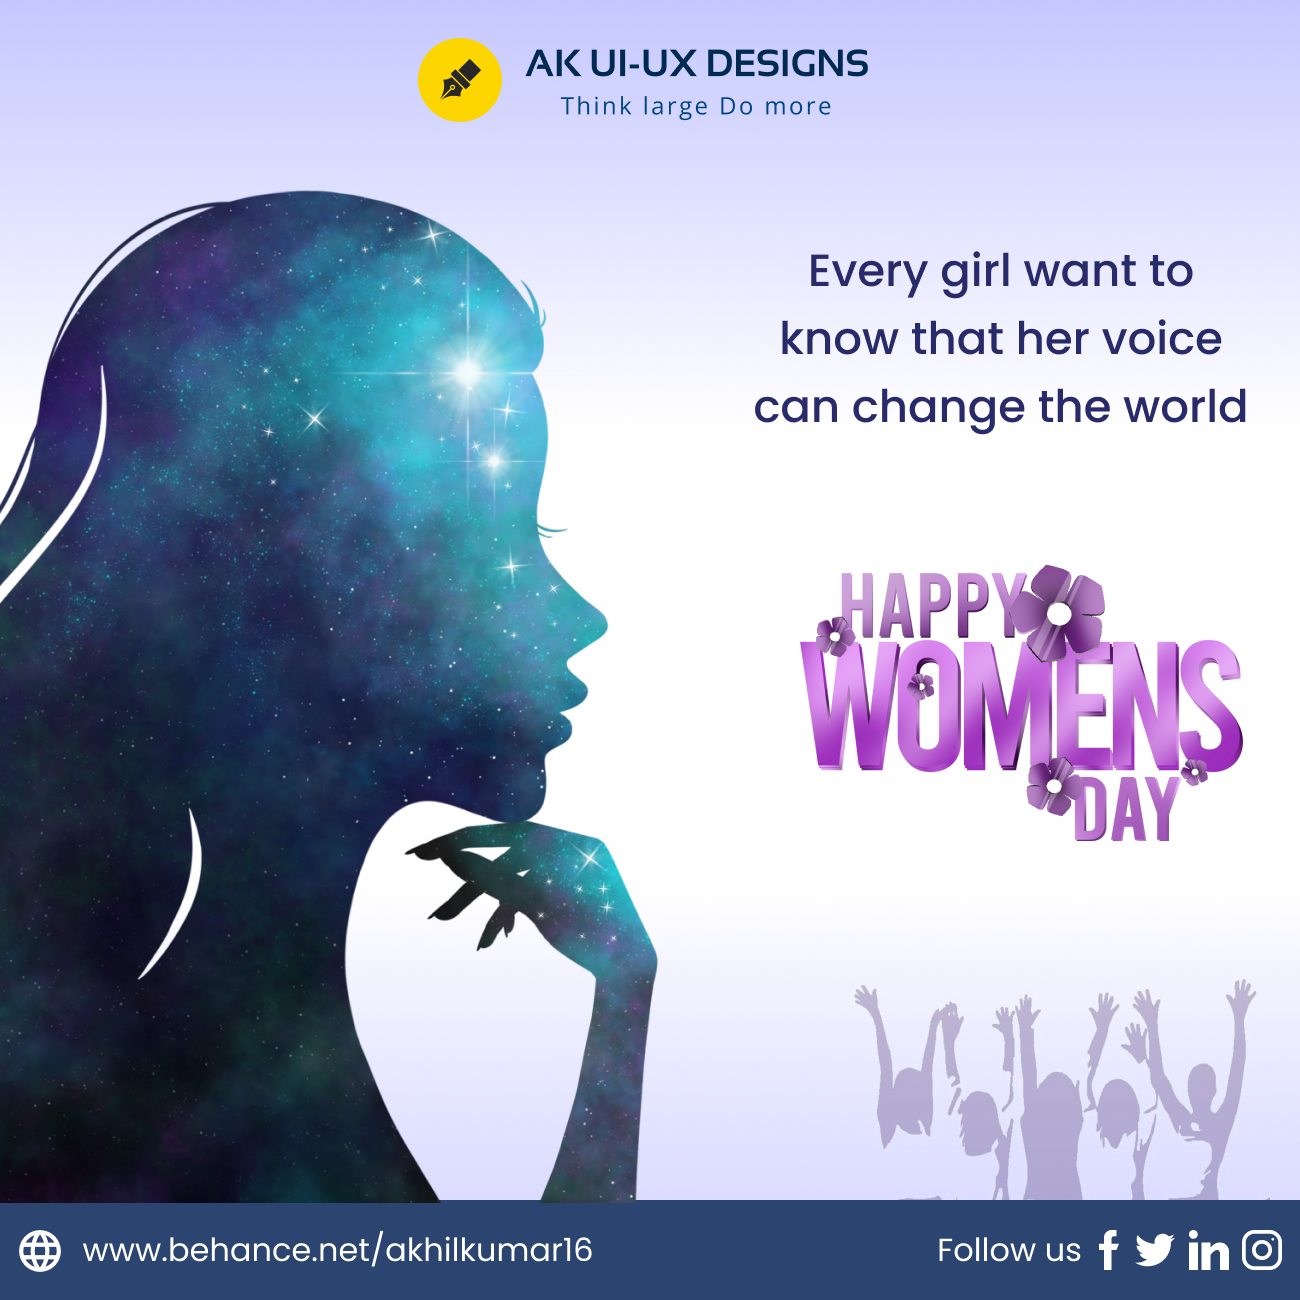 AK UI-UX DESIGNS
Think large Do more
Every girl want to
know that her voice
can change the world
HAPPY
WOMENS
DAY
www.behance.net/akhilkumar16
Follow us